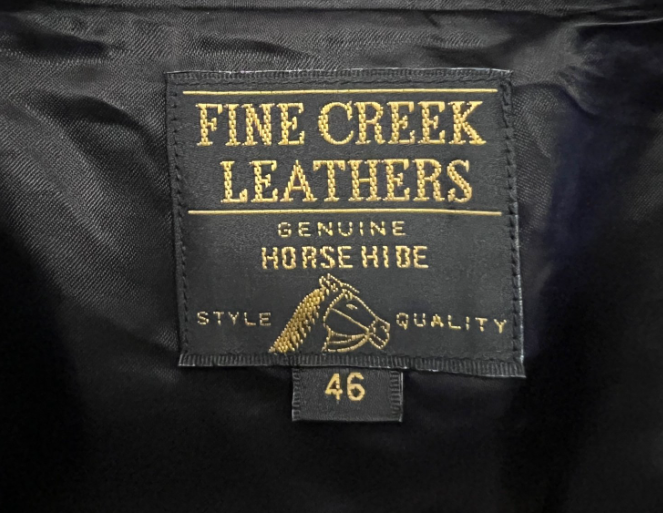 FINE CREEK
LEATHERS
GENUINE
HORSE HIDE
STYLE QUALITY
46